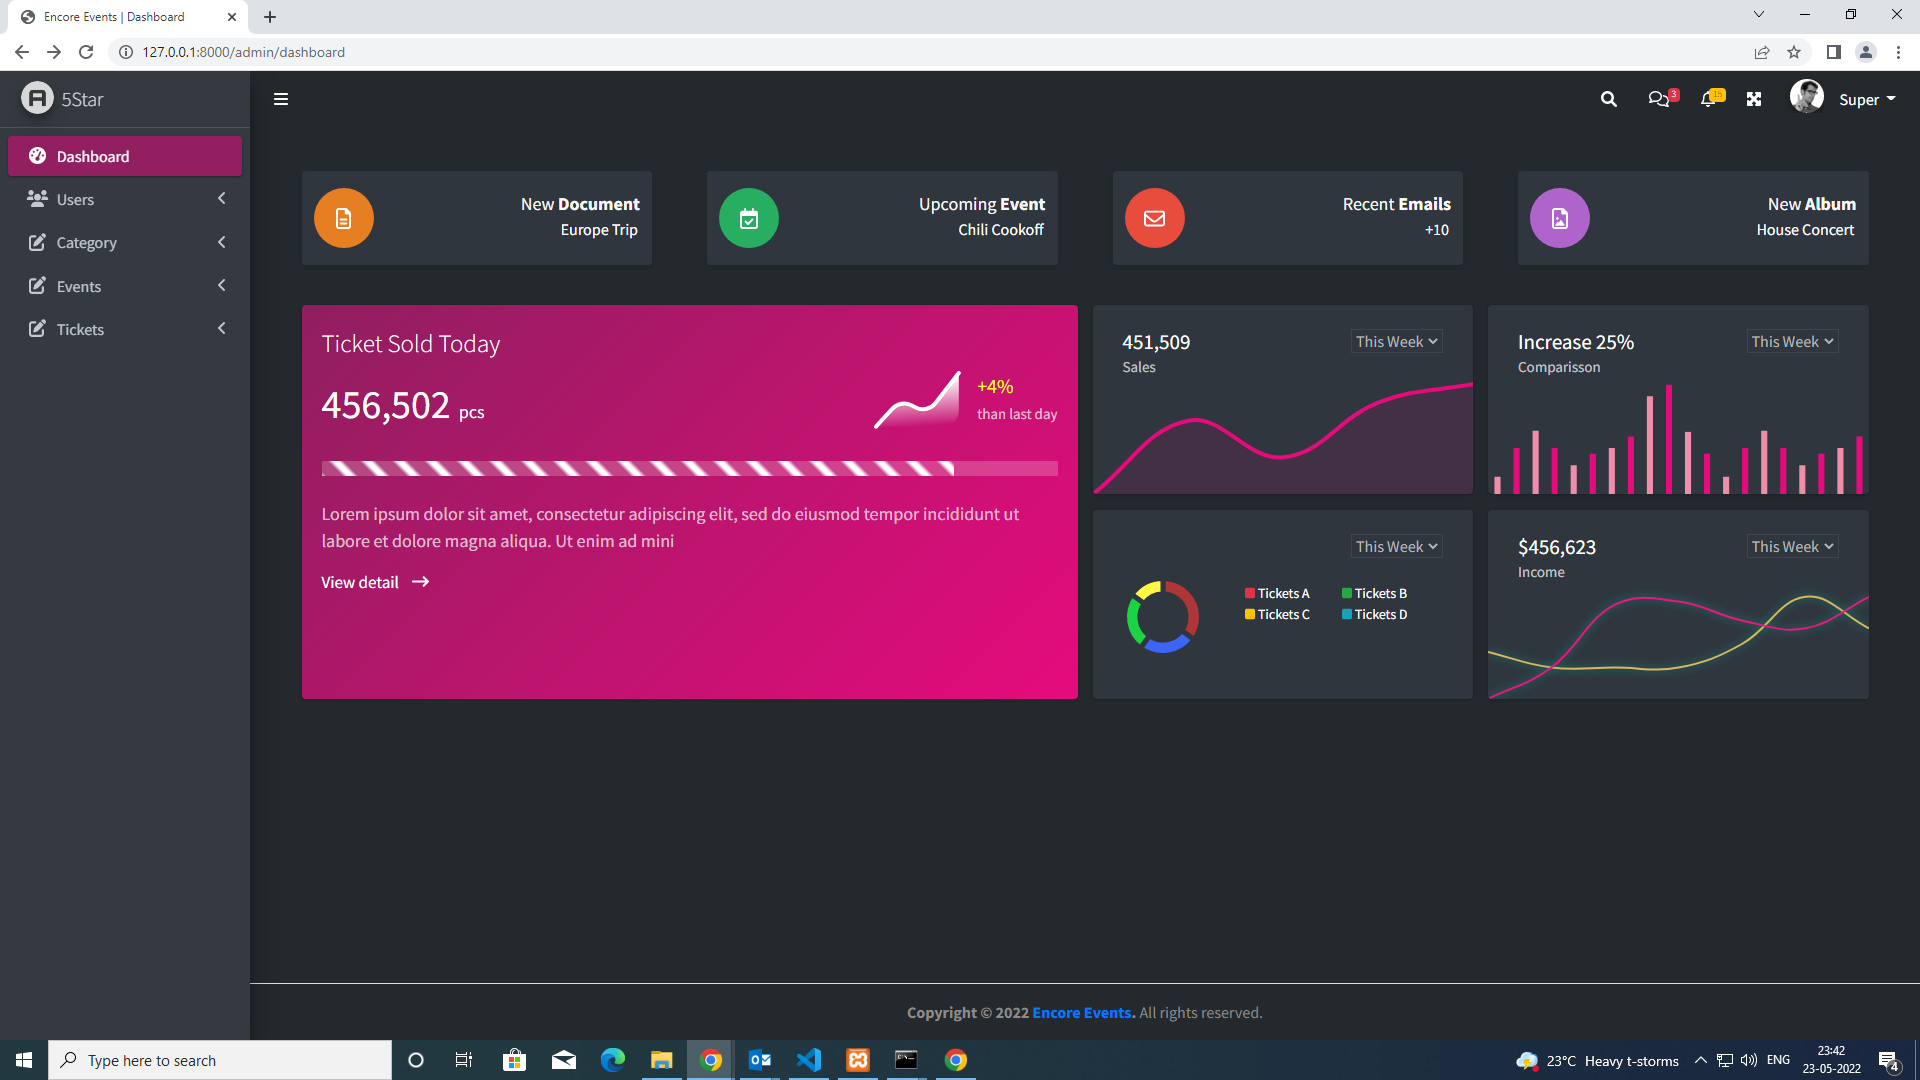 Encore Events | Dashboard
127.0.0.1:8000/admin/dashboard
5Star
3
15
Super
Dashboard
Users
Category
Events
Tickets
New Document
Europe Trip
Upcoming Event
Chili Cookoff
Recent Emails
+10
New Album
House Concert
Ticket Sold Today
456,502 pcs
+4%
than last day
Lorem ipsum dolor sit amet, consectetur adipiscing elit, sed do eiusmod tempor incididunt ut
labore et dolore magna aliqua. Ut enim ad mini
View detail
451,509
Sales
This Week
Increase 25%
Comparisson
This Week
This Week
Tickets A
Tickets B
Tickets C
Tickets D
$456,623
Income
This Week
Copyright © 2022 Encore Events. All rights reserved.
Type here to search
23°C Heavy t-storms
ENG
23:42
23-05-2022
4